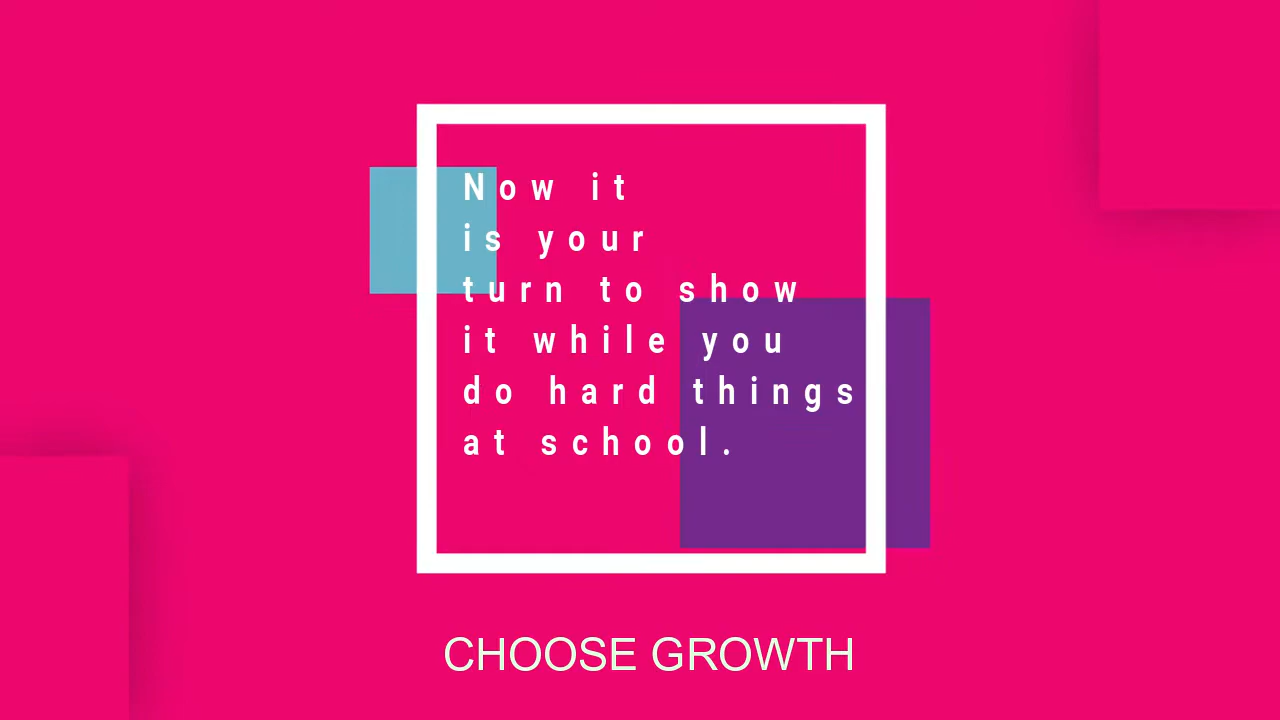 Now it
is your
turn to show
it while you
do hard things
at school.
CHOOSE GROWTH